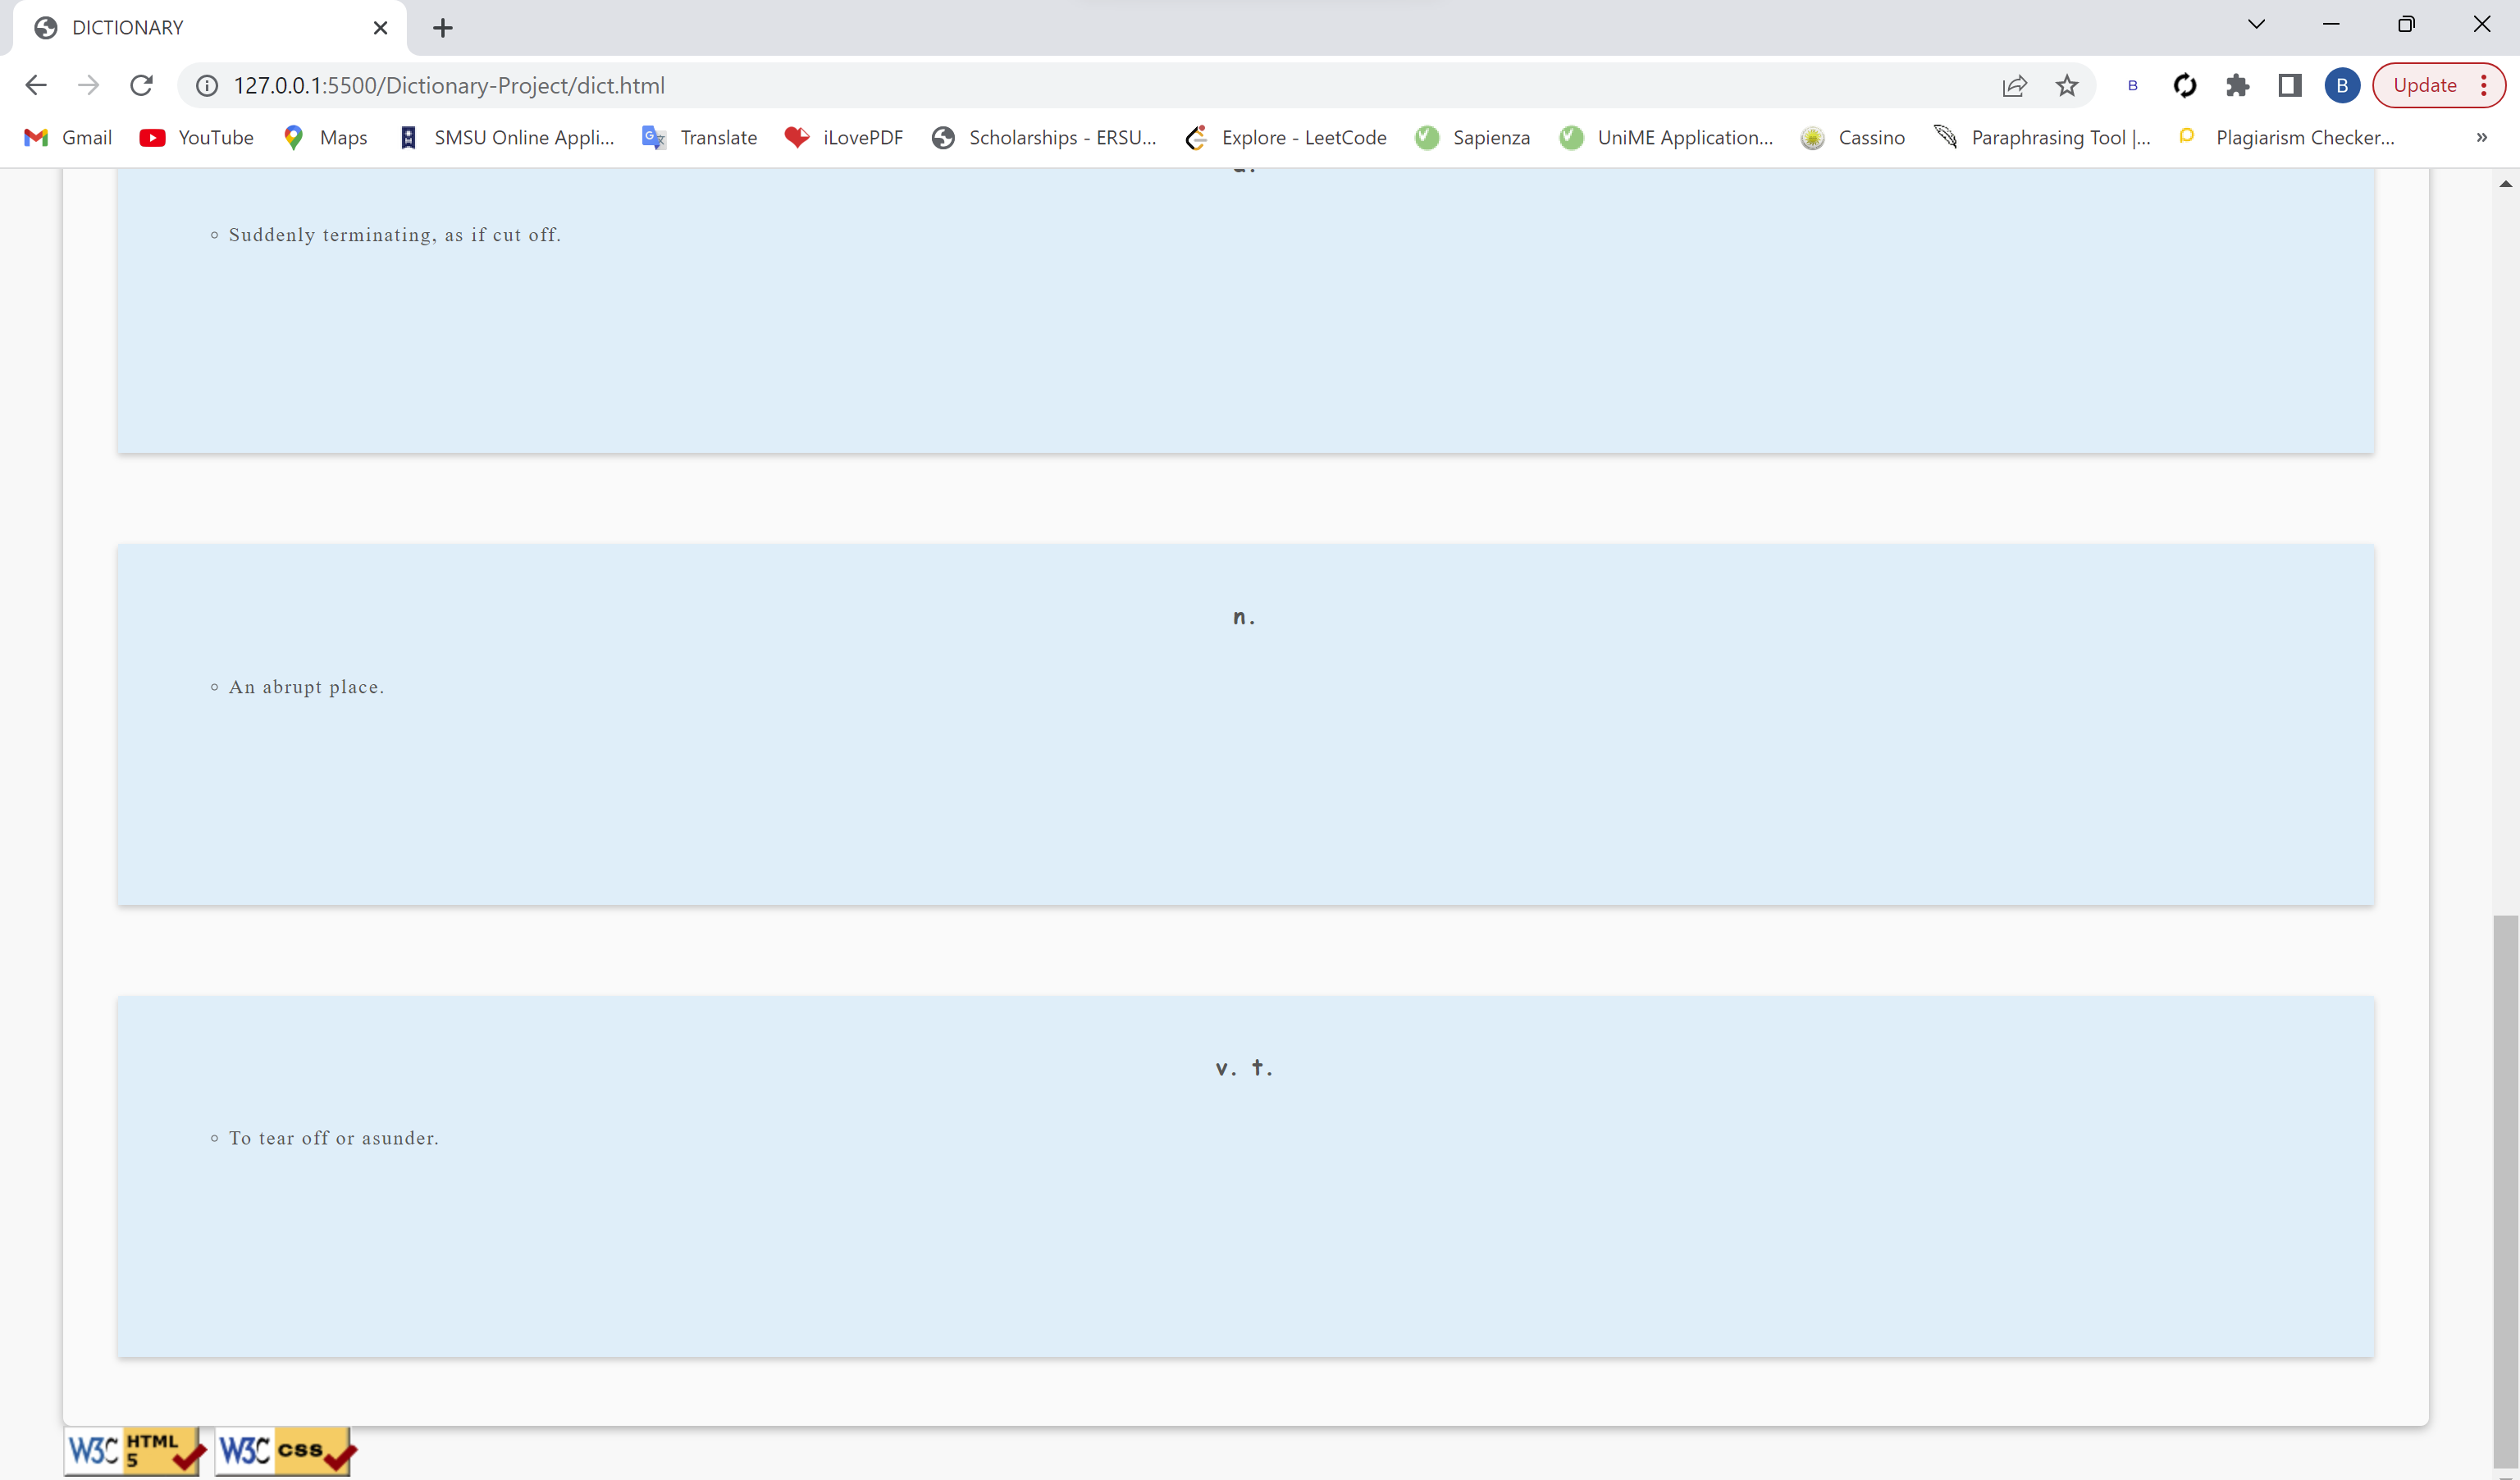 DICTIONARY
127.0.0.1:5500/Dictionary-Project/dict.html
B
B
Update
Gmail YouTube Maps SMSU Online Appli... Translate iLovePDF Scholarships - ERSU... Explore - LeetCode Sapienza UniME Application... Cassino Paraphrasing Tool |... Plagiarism Checker... »
Suddenly terminating, as if cut off.
n.
An abrupt place.
v. t.
To tear off or asunder.
W3C HTML 5 W3C CSS